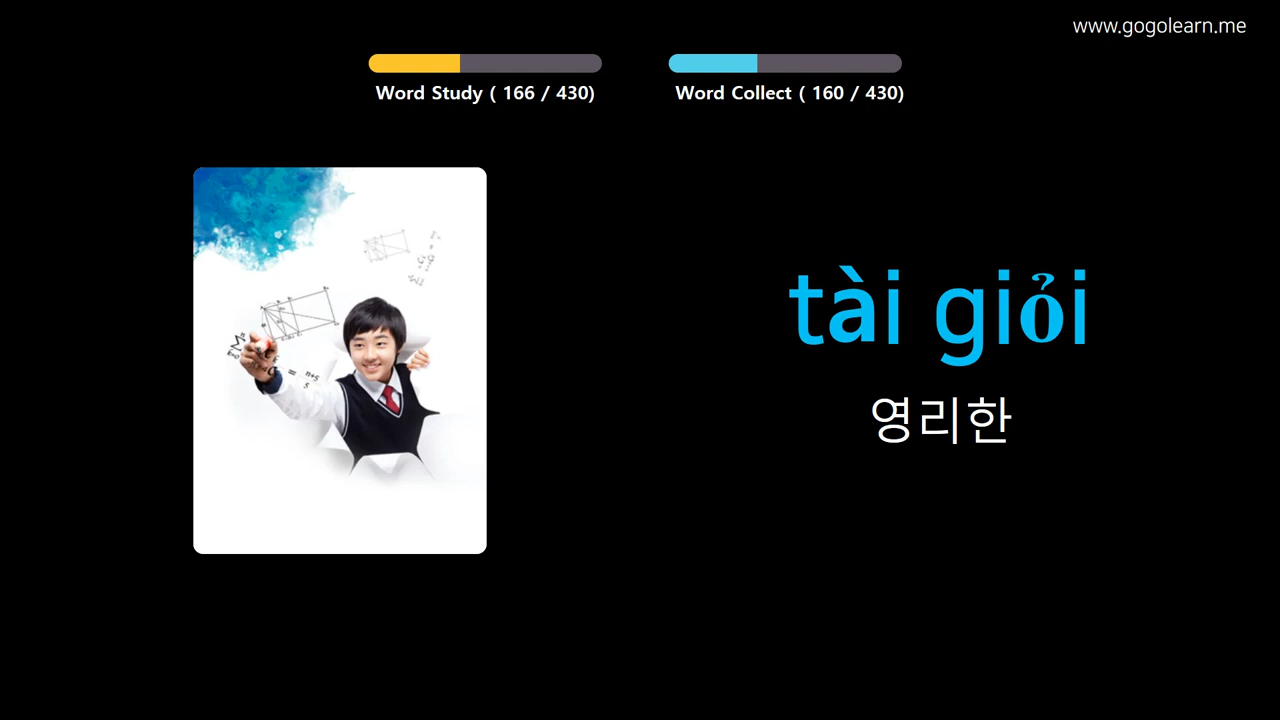 www.gogolearn.me
Word Study ( 166 / 430)
Word Collect ( 160 / 430)
tài giỏi
영리한